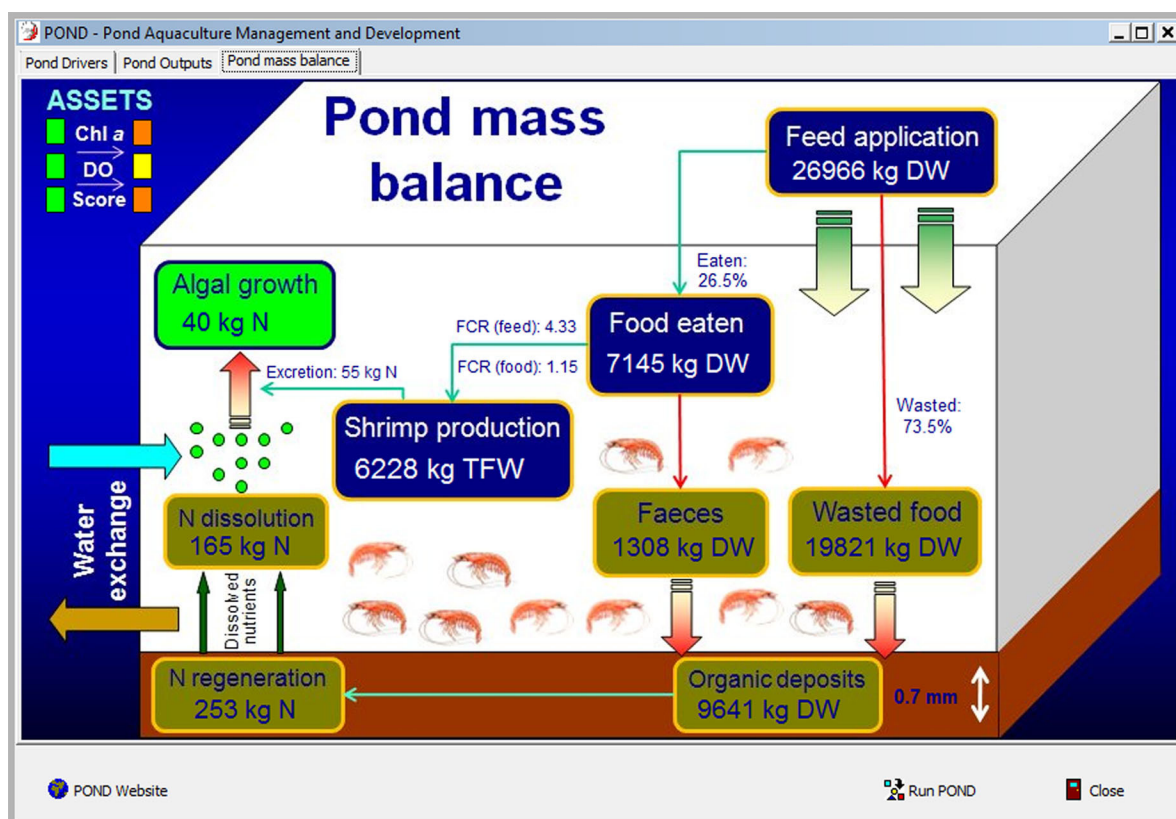 POND - Pond Aquaculture Management and Development
Pond Drivers Pond Outputs Pond mass balance
ASSETS
Chl a
DO
Score
Pond mass
balance
Feed application
26966 kg DW
Eaten:
26.5%
Algal growth
40 kg N
FCR (feed): 4.33
FCR (food): 1.15
Food eaten
7145 kg DW
Excretion: 55 kg N
Shrimp production
6228 kg TFW
Wasted:
73.5%
Water
exchange
N dissolution
165 kg N
Faeces
1308 kg DW
Wasted food
19821 kg DW
Dissolved
nutrients
N regeneration
253 kg N
Organic deposits
9641 kg DW
0.7 mm
POND Website
Run POND
Close